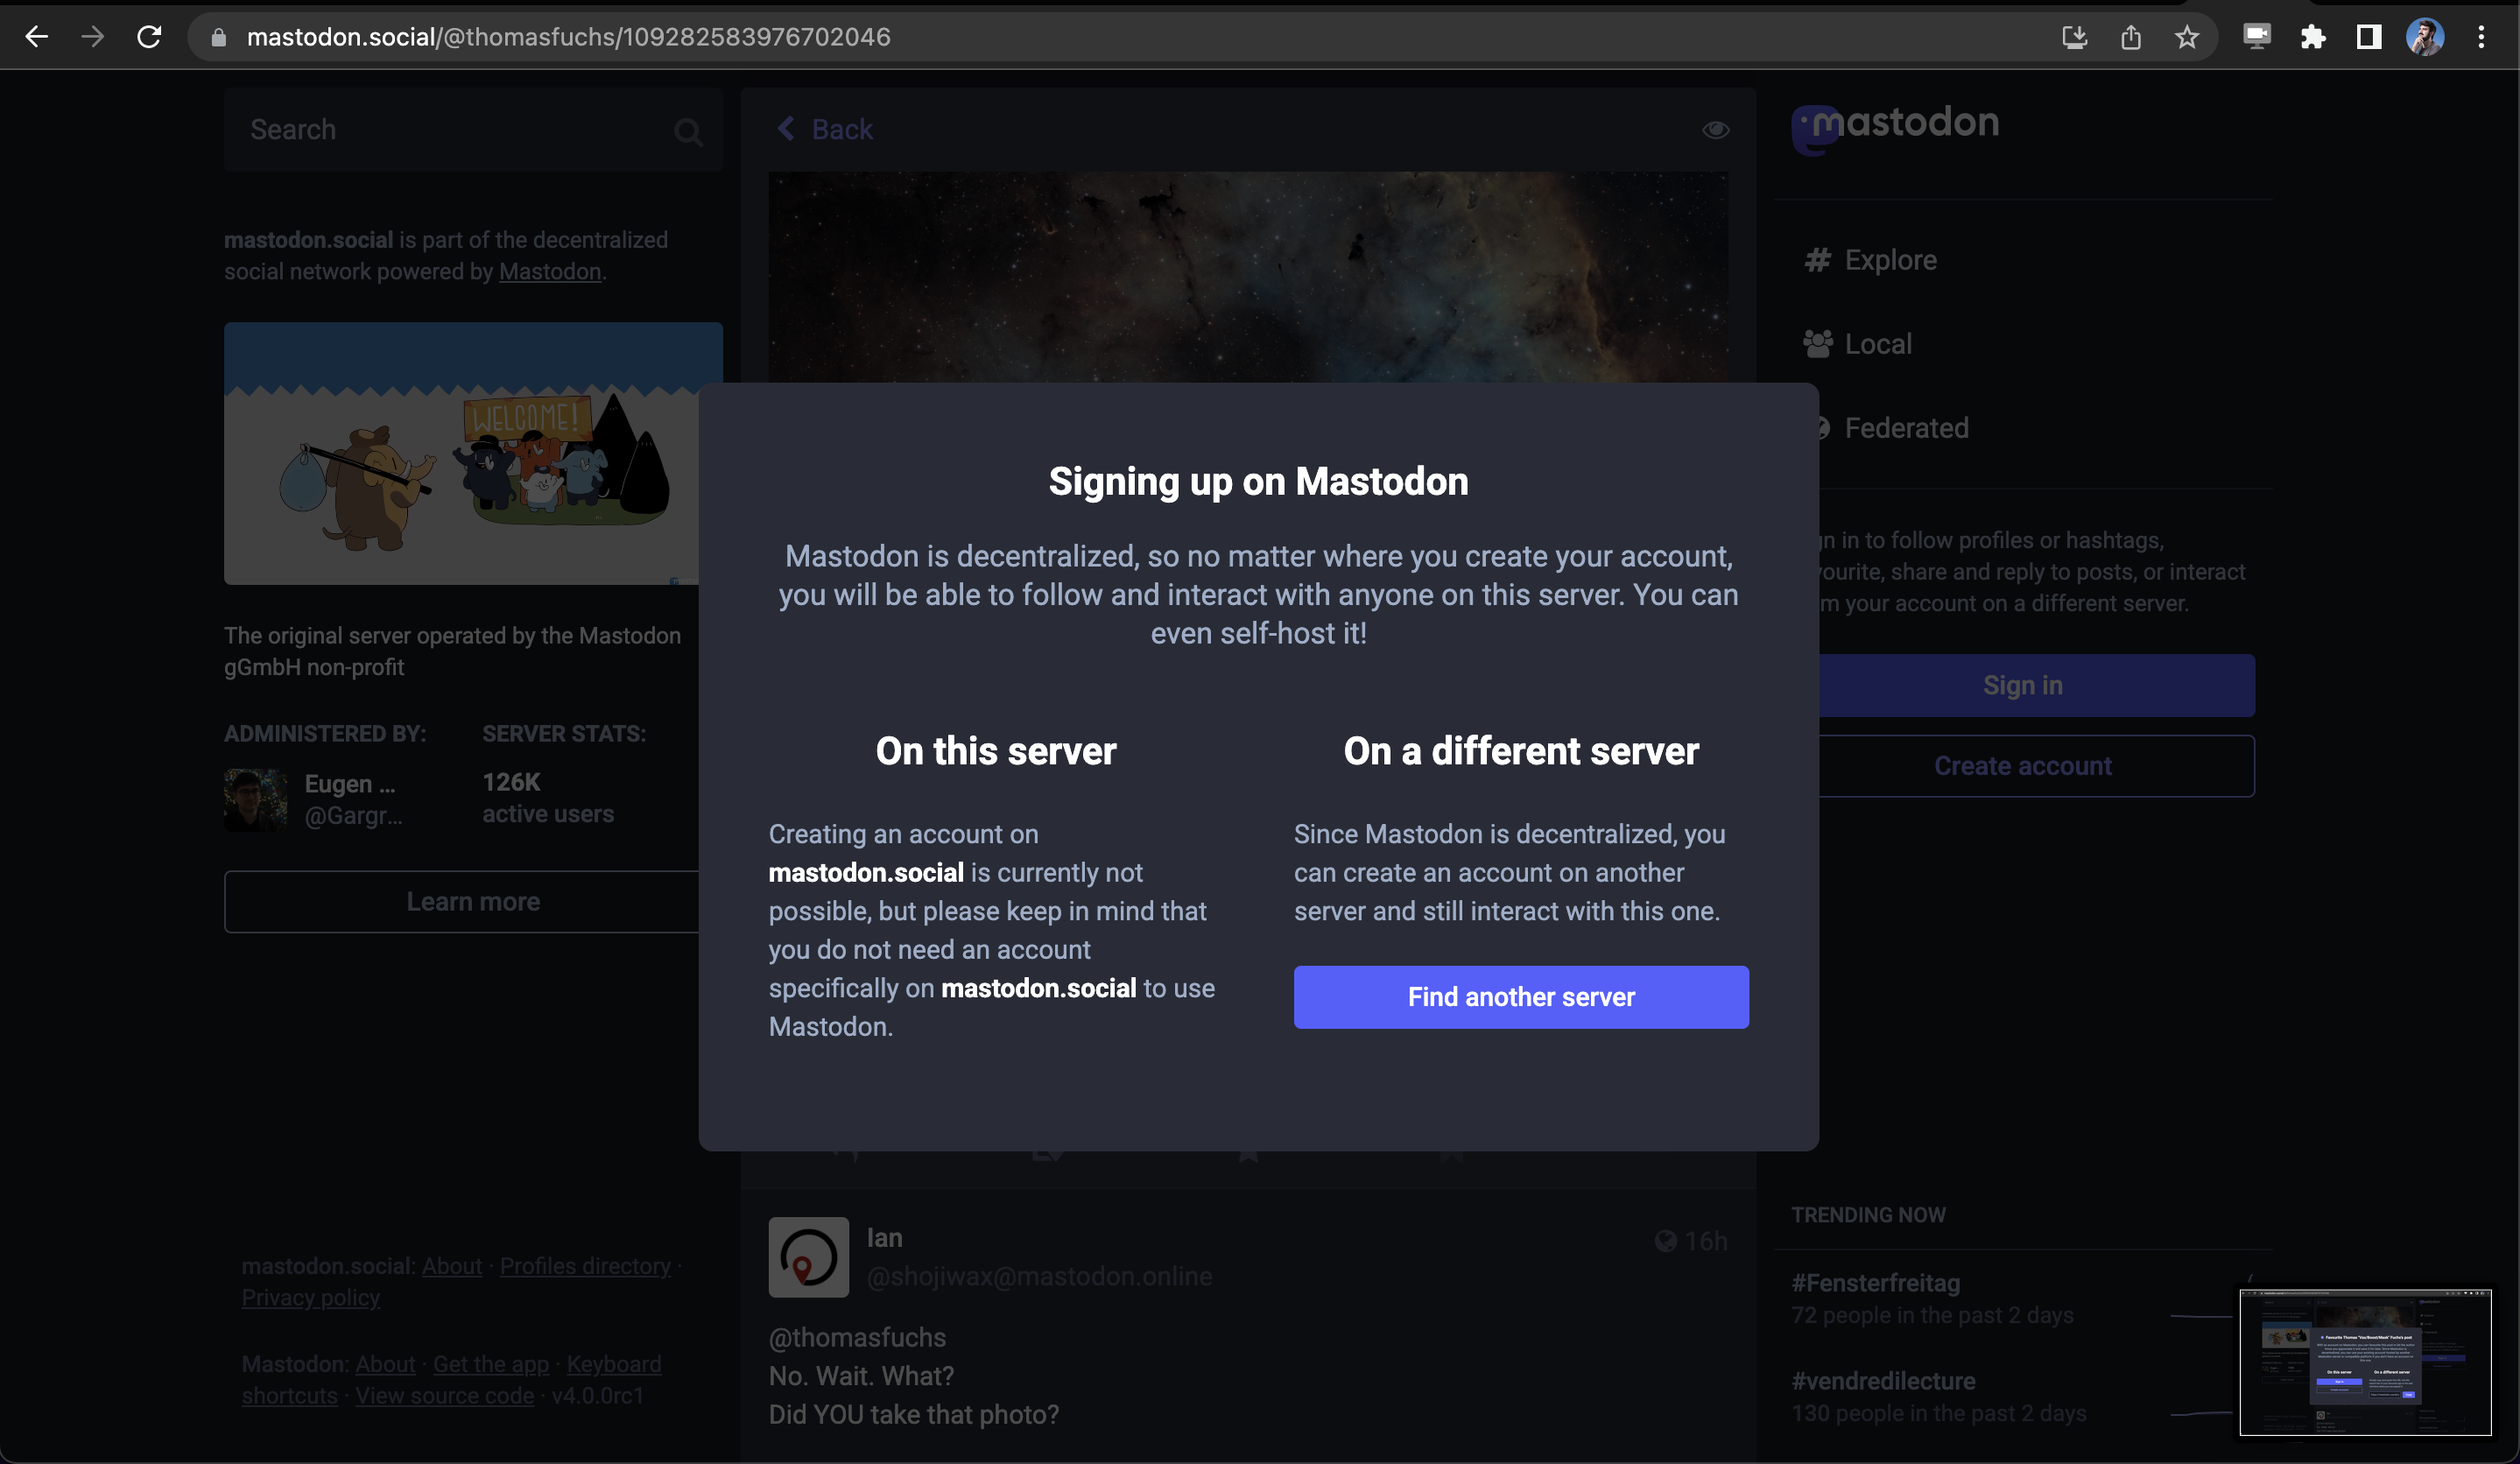 mastodon.social/@thomasfuchs/109282583976702046
Search
mastodon.social is part of the decentralized
social network powered by Mastodon.
WELCOME!
The original server operated by the Mastodon
gGmbH non-profit
ADMINISTERED BY:
Eugen ...
@Gargr...
SERVER STATS:
126K
active users
Learn more
mastodon.social: About · Profiles directory ·
Privacy policy
Mastodon: About · Get the app · Keyboard
shortcuts · View source code · v4.0.0rc1
Back
Signing up on Mastodon
Mastodon is decentralized, so no matter where you create your account,
you will be able to follow and interact with anyone on this server. You can
even self-host it!
On this server
Creating an account on
mastodon.social is currently not
possible, but please keep in mind that
you do not need an account
specifically on mastodon.social to use
Mastodon.
On a different server
Since Mastodon is decentralized, you
can create an account on another
server and still interact with this one.
Find another server
Ian
@shojiwax@mastodon.online
16h
@thomasfuchs
No. Wait. What?
Did YOU take that photo?
mastodon
Explore
Local
Federated
n in to follow profiles or hashtags,
ourite, share and reply to posts, or interact
m your account on a different server.
Sign in
Create account
TRENDING NOW
#Fensterfreitag
72 people in the past 2 days
#vendredilecture
130 people in the past 2 days